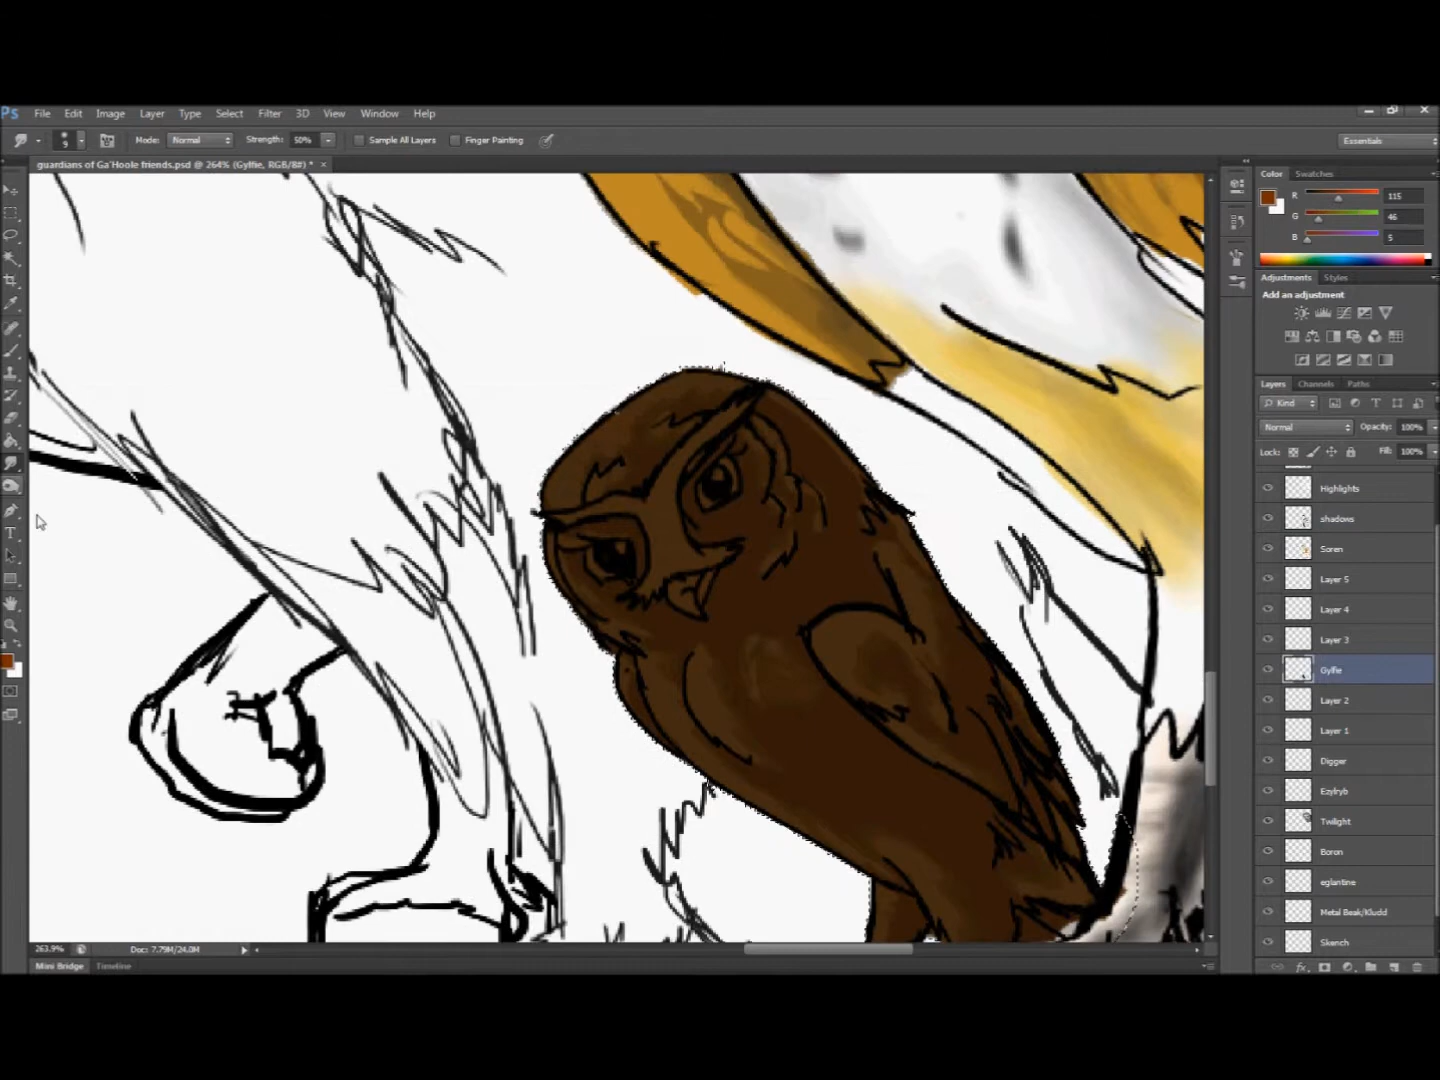 Ps File Edit Image Layer Type Select Filter 3D View Window Help
9 Mode: Normal Strength: 50% Sample All Layers Finger Painting Essentials
guardians of Ga'Hoole friends.psd @ 264% (Gylfie, RGB/8#) * ×
Color Swatches
R 115
G 46
B 5
Adjustments Styles
Add an adjustment
Layers Channels Paths
Kind
Normal Opacity: 100%
Lock: Fill: 100%
Highlights
shadows
Soren
Layer 5
Layer 4
Layer 3
Gylfie
Layer 2
Layer 1
Digger
Ezylryb
Twilight
Boron
eglantine
Metal Beak/Kludd
Skench
263.9% Doc: 7.79M/24.0M
Mini Bridge Timeline
fx